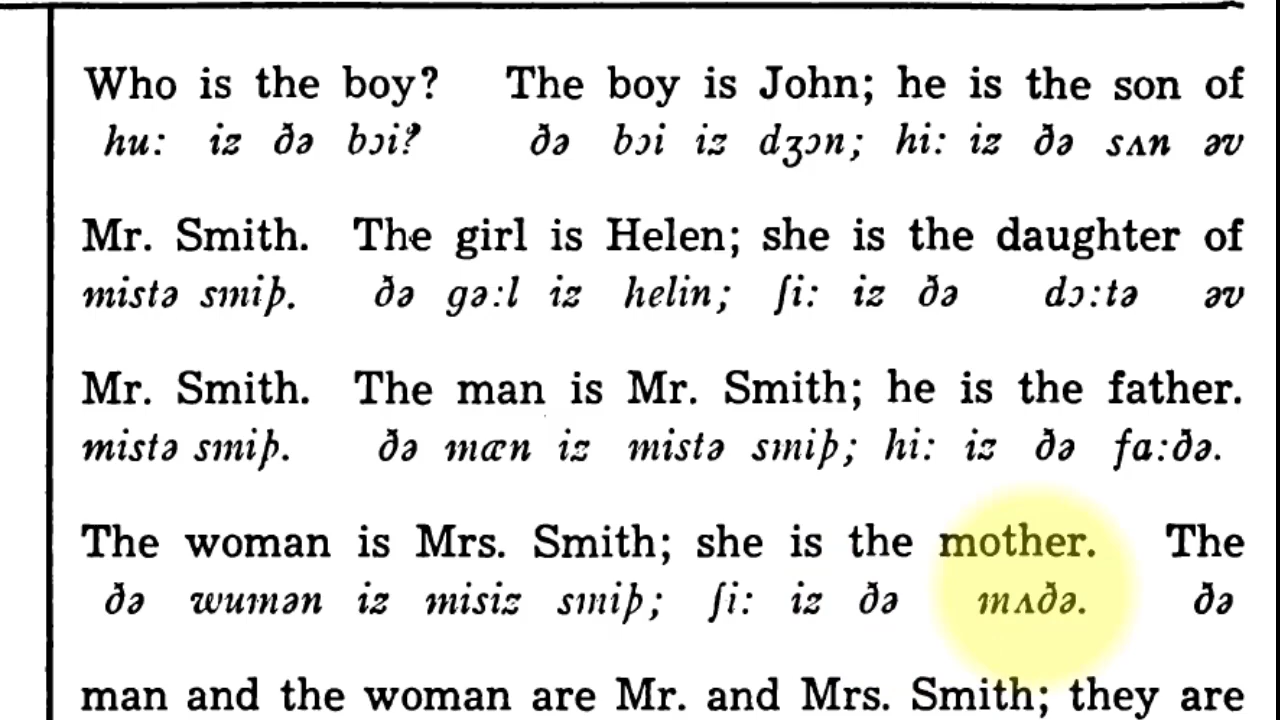 Who is the boy? The boy is John; he is the son of
hu: iz ðə bɔi? ðə bɔi iz dʒɔn; hi: iz ðə sʌn əv
Mr. Smith. The girl is Helen; she is the daughter of
mistə smiþ. ðə gə:l iz helin; ʃi: iz ðə dɔ:tə əv
Mr. Smith. The man is Mr. Smith; he is the father.
mistə smiþ. ðə mæn iz mistə smiþ; hi: iz ðə fa:ðə.
The woman is Mrs. Smith; she is the mother. The
ðə wumən iz misiz smiþ; ʃi: iz ðə mʌðə. ðə
man and the woman are Mr. and Mrs. Smith; they are